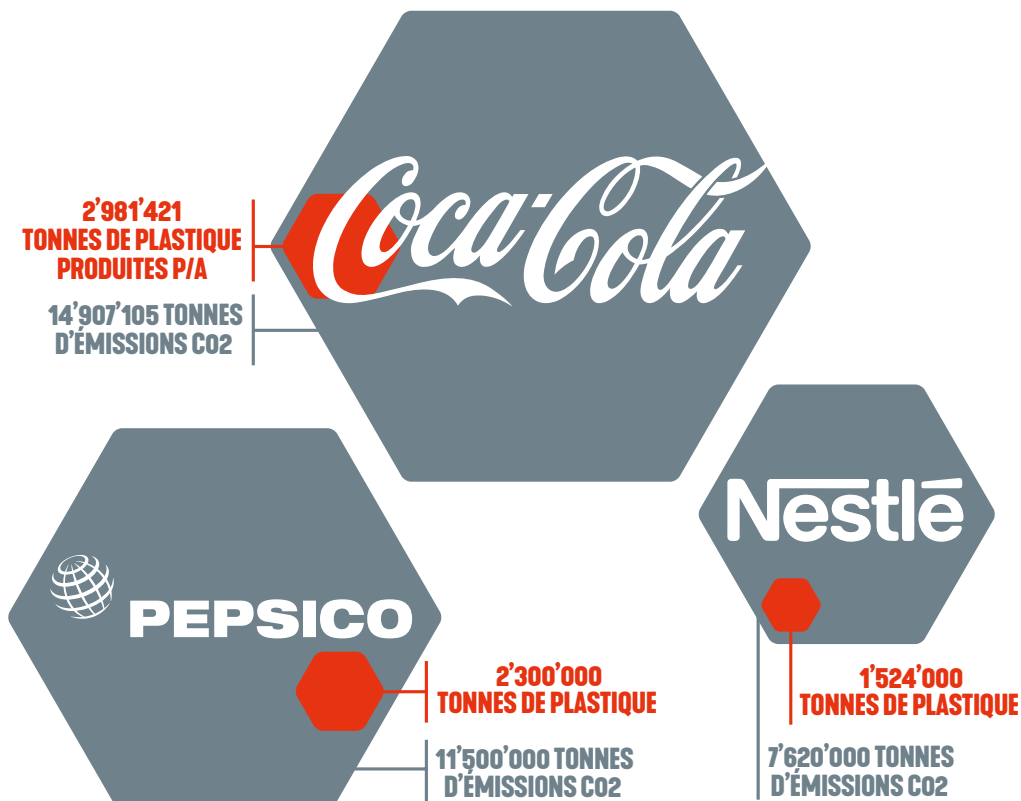 Coca-Cola
2'981'421
TONNES DE PLASTIQUE
PRODUITES P/A
14'907'105 TONNES
D'ÉMISSIONS CO2
Nestlé
PEPSICO
2'300'000
TONNES DE PLASTIQUE
11'500'000 TONNES
D'ÉMISSIONS CO2
1'524'000
TONNES DE PLASTIQUE
7'620'000 TONNES
D'ÉMISSIONS CO2